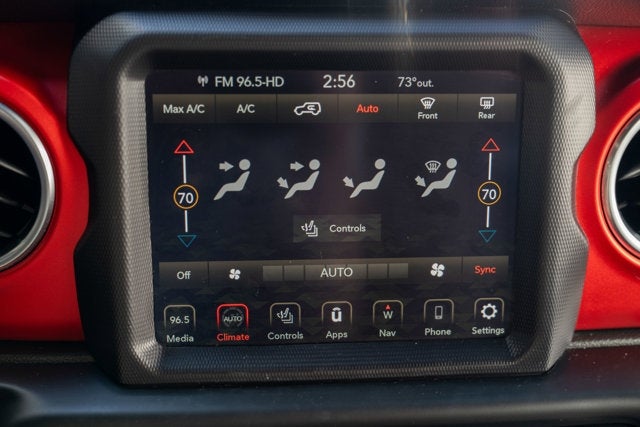 FM 96.5-HD 2:56 73° out.
Max A/C A/C Auto Front Rear
70 70
Controls
Off AUTO Sync
96.5 AUTO ü W
Media Climate Controls Apps Nav Phone Settings